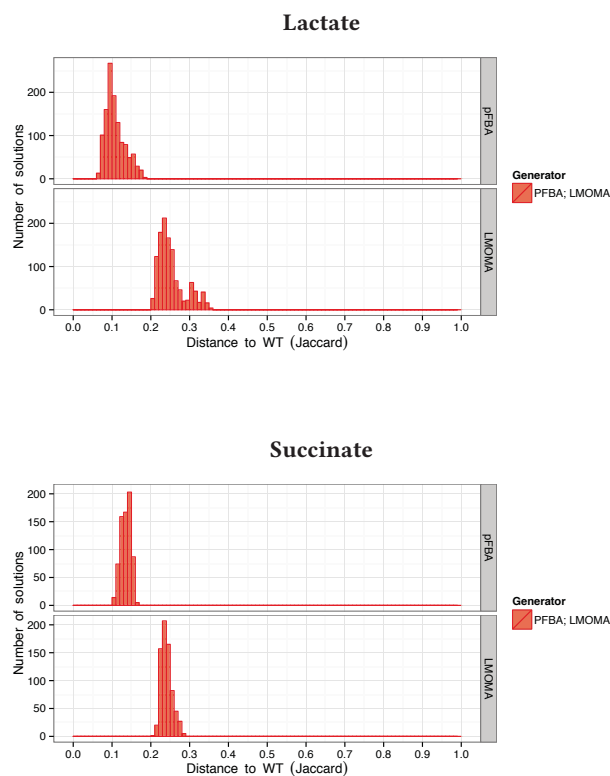 Lactate
Number of solutions
200
100
0
pFBA
200
100
0
LMOMA
0.0 0.1 0.2 0.3 0.4 0.5 0.6 0.7 0.8 0.9 1.0
Distance to WT (Jaccard)
Generator
PFBA; LMOMA
Succinate
Number of solutions
200
150
100
50
0
pFBA
200
150
100
50
0
LMOMA
0.0 0.1 0.2 0.3 0.4 0.5 0.6 0.7 0.8 0.9 1.0
Distance to WT (Jaccard)
Generator
PFBA; LMOMA